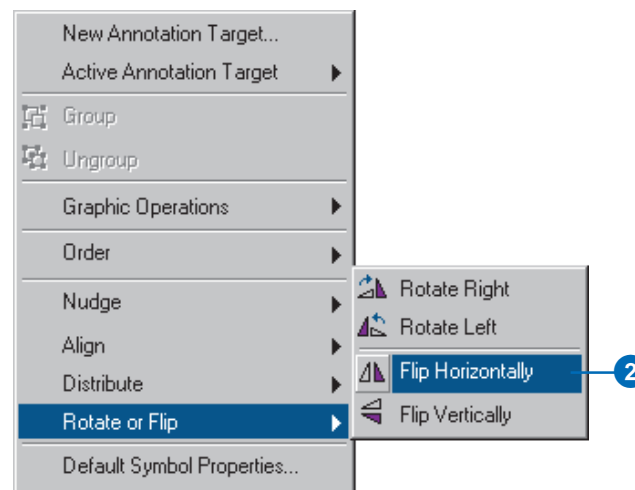 New Annotation Target...
Active Annotation Target
Group
Ungroup
Graphic Operations
Order
Nudge
Align
Distribute
Rotate or Flip
Default Symbol Properties...
Rotate Right
Rotate Left
Flip Horizontally
2
Flip Vertically